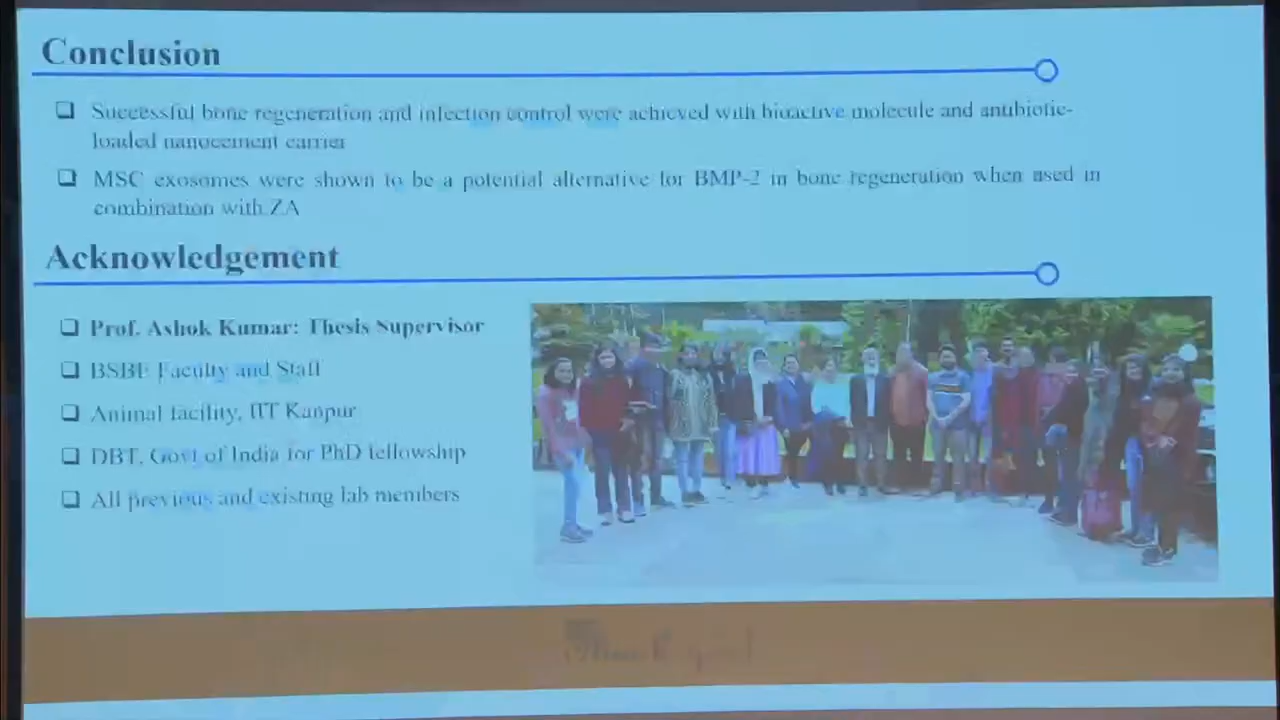 Conclusion
❑ Successful bone regeneration and infection control were achieved with bioactive molecule and antibiotic-
loaded nanocement carrier
❑ MSC exosomes were shown to be a potential alternative for BMP-2 in bone regeneration when used in
combination with ZA
Acknowledgement
❑ Prof. Ashok Kumar: Thesis Supervisor
❑ BSBE Faculty and Staff
❑ Animal facility, IIT Kanpur
❑ DBT, Govt of India for PhD fellowship
❑ All previous and existing lab members